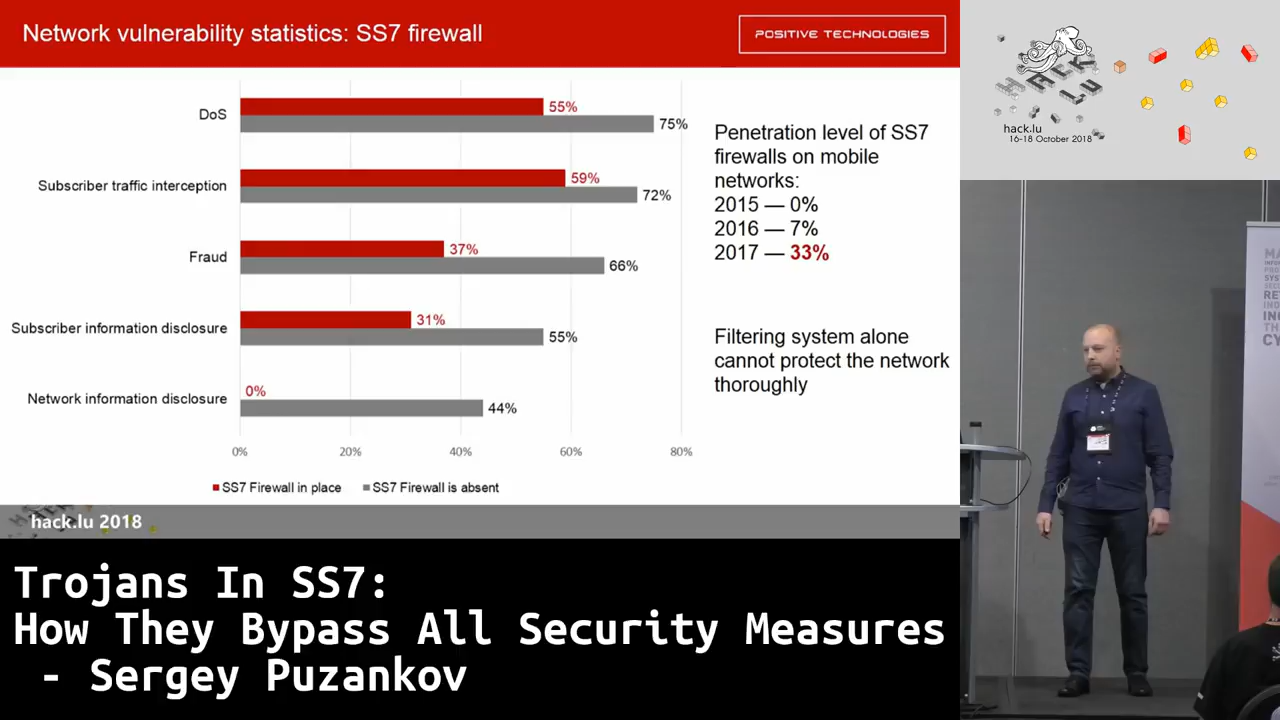 Network vulnerability statistics: SS7 firewall
POSITIVE TECHNOLOGIES
DoS
55%
75%
Subscriber traffic interception
59%
72%
Fraud
37%
66%
Subscriber information disclosure
31%
55%
Network information disclosure
0%
44%
0%
20%
40%
60%
80%
SS7 Firewall in place
SS7 Firewall is absent
Penetration level of SS7
firewalls on mobile
networks:
2015 — 0%
2016 — 7%
2017 — 33%
Filtering system alone
cannot protect the network
thoroughly
HACK
LU
hack.lu
16-18 October 2018
hack.lu 2018
Trojans In SS7:
How They Bypass All Security Measures
- Sergey Puzankov